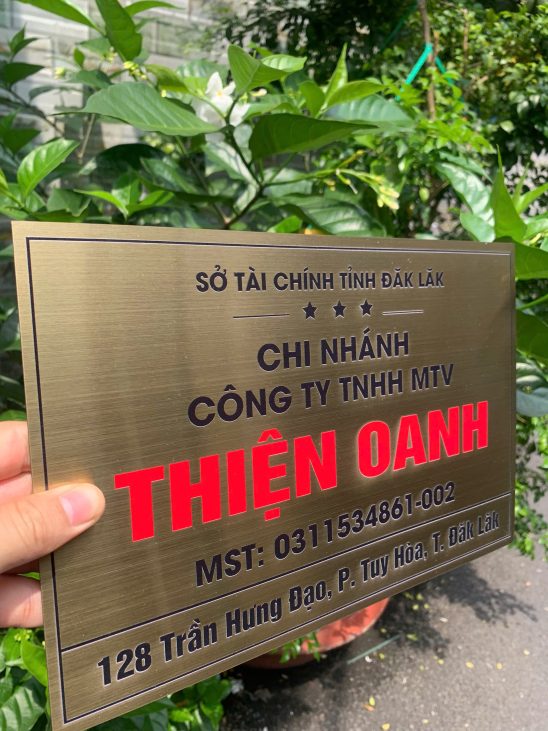 SỞ TÀI CHÍNH TỈNH ĐĂK LĂK
CHI NHÁNH
CÔNG TY TNHH MTV
THIỆN OANH
MST: 0311534861-002
128 Trần Hưng Đạo, P. Tuy Hòa, T. Đăk Lăk